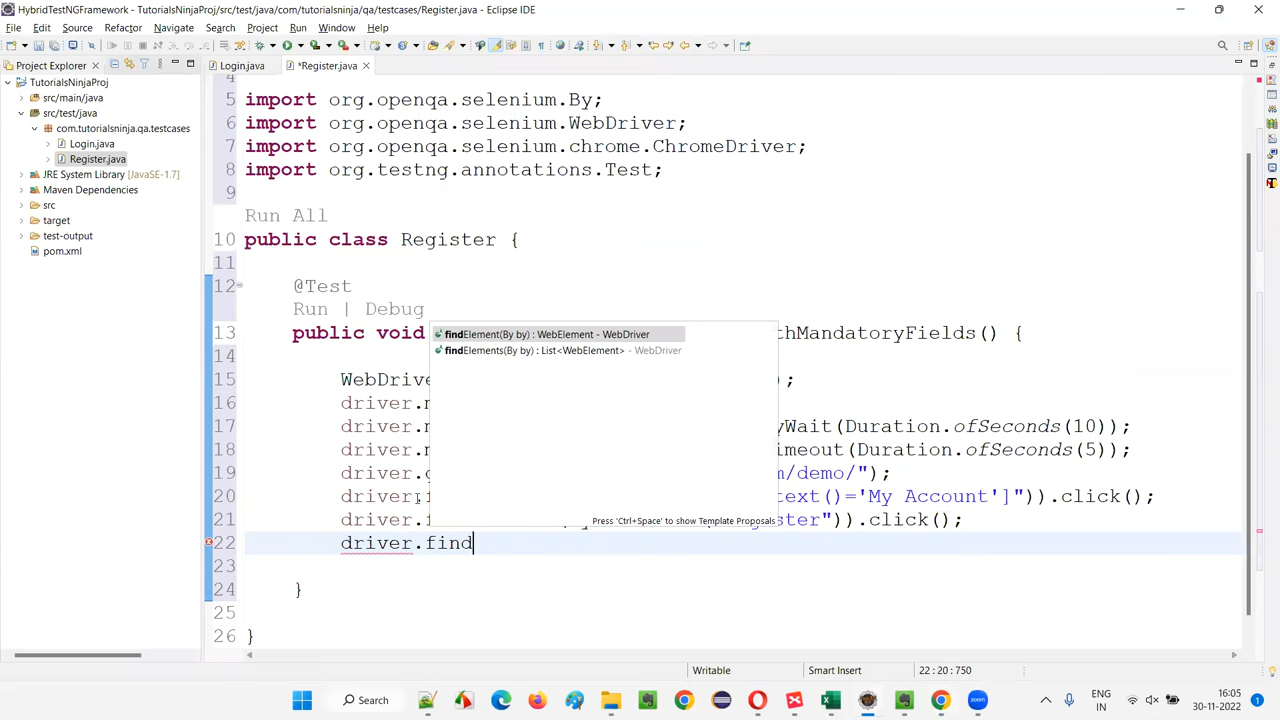 HybridTestNGFramework - TutorialsNinjaProj/src/test/java/com/tutorialsninja/qa/testcases/Register.java - Eclipse IDE
File Edit Source Refactor Navigate Search Project Run Window Help
Project Explorer
Login.java
*Register.java
TutorialsNinjaProj
src/main/java
src/test/java
com.tutorialsninja.qa.testcases
Login.java
Register.java
JRE System Library [JavaSE-1.7]
Maven Dependencies
src
target
test-output
pom.xml
4
5 import org.openqa.selenium.By;
6 import org.openqa.selenium.WebDriver;
7 import org.openqa.selenium.chrome.ChromeDriver;
8 import org.testng.annotations.Test;
9
Run All
10 public class Register {
11
12 @Test
Run | Debug
13 public void thMandatoryFields() {
14
15 WebDrive );
16 driver.
17 driver. yWait(Duration.ofSeconds(10));
18 driver. imeout(Duration.ofSeconds(5));
19 driver. m/demo/");
20 driver. text()='My Account']")).click();
21 driver. ster")).click();
22 driver.find
23
24 }
25
26 }
findElement(By by) : WebElement - WebDriver
findElements(By by) : List<WebElement> - WebDriver
Press 'Ctrl+Space' to show Template Proposals
Writable Smart Insert 22 : 20 : 750
Search
ENG
IN
16:05
30-11-2022
1